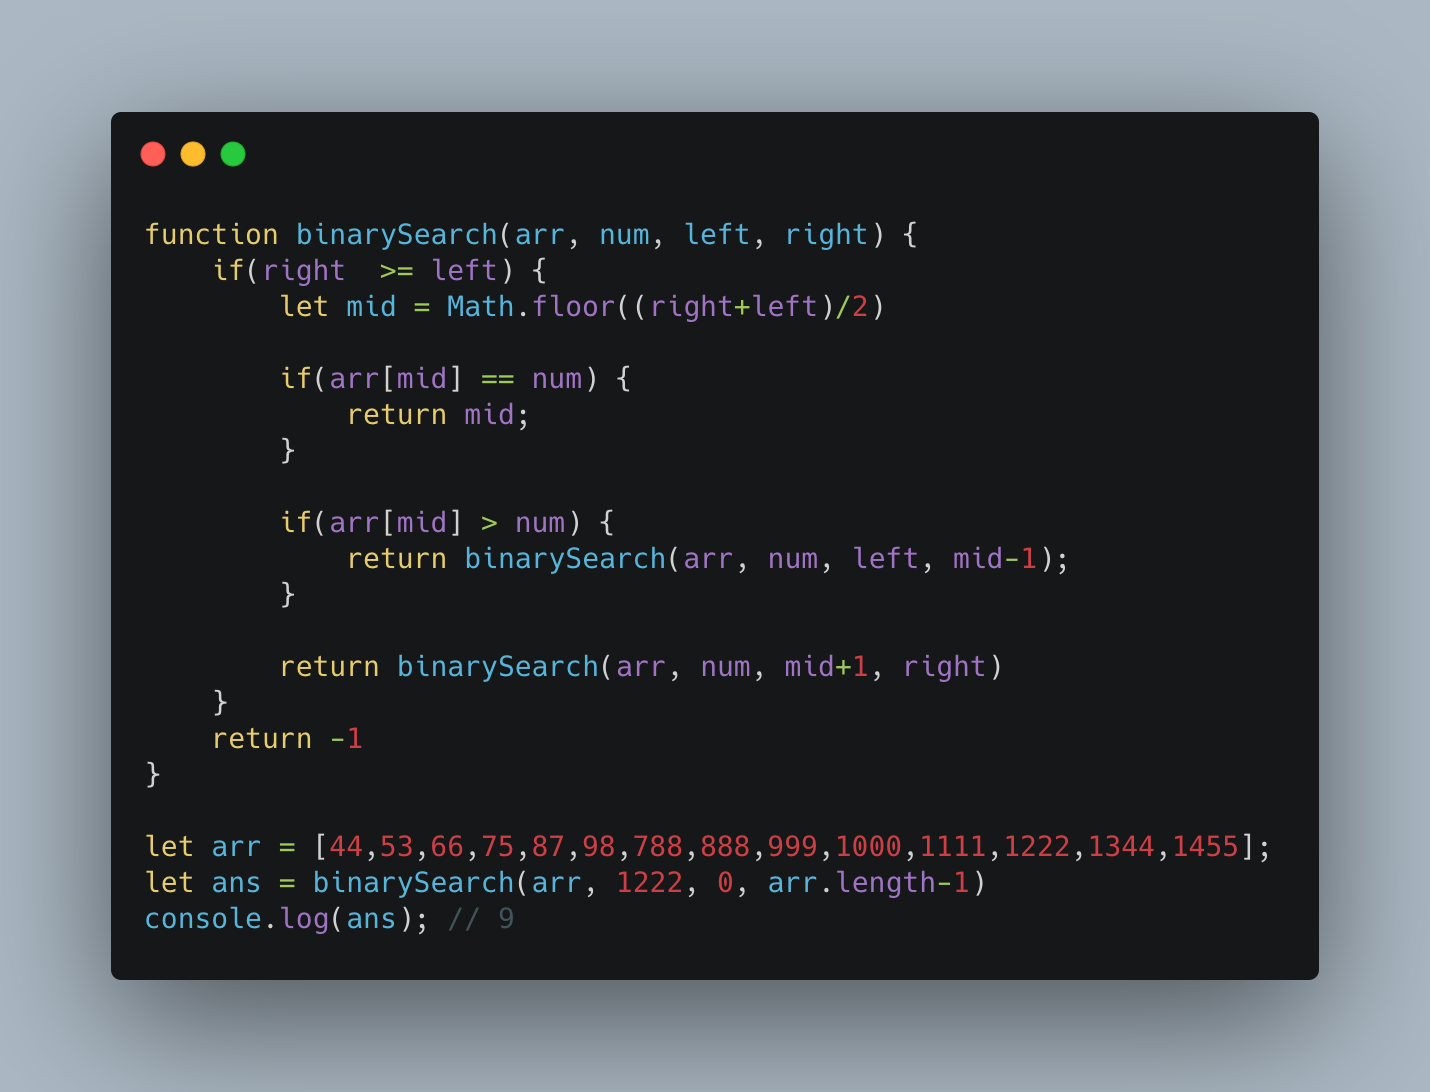 function binarySearch(arr, num, left, right) {
    if(right  >= left) {
        let mid = Math.floor((right+left)/2)

        if(arr[mid] == num) {
            return mid;
        }

        if(arr[mid] > num) {
            return binarySearch(arr, num, left, mid-1);
        }

        return binarySearch(arr, num, mid+1, right)
    }
    return -1
}

let arr = [44,53,66,75,87,98,788,888,999,1000,1111,1222,1344,1455];
let ans = binarySearch(arr, 1222, 0, arr.length-1)
console.log(ans); // 9